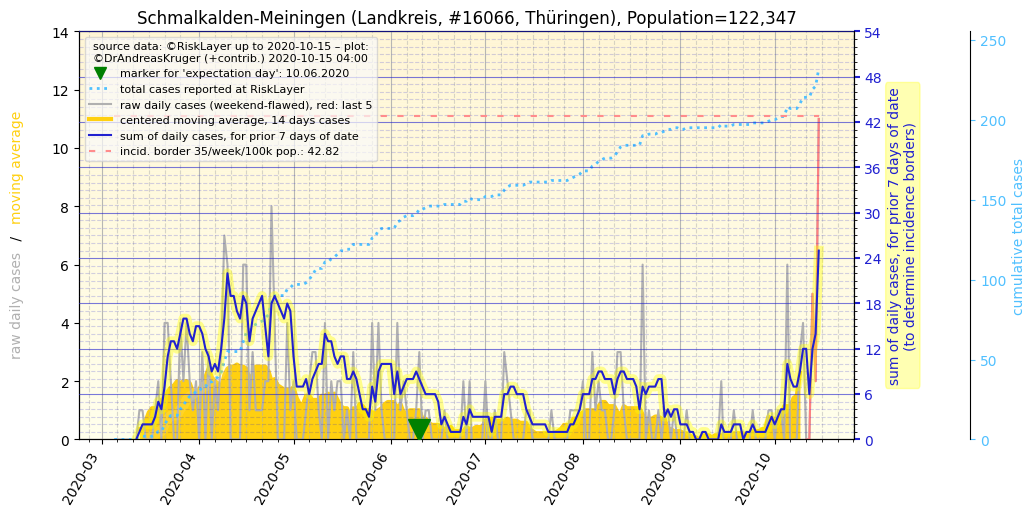 Schmalkalden-Meiningen (Landkreis, #16066, Thüringen), Population=122,347
source data: ©RiskLayer up to 2020-10-15 – plot:
©DrAndreasKruger (+contrib.) 2020-10-15 04:00
marker for 'expectation day': 10.06.2020
total cases reported at RiskLayer
raw daily cases (weekend-flawed), red: last 5
centered moving average, 14 days cases
sum of daily cases, for prior 7 days of date
incid. border 35/week/100k pop.: 42.82
raw daily cases / moving average
14
12
10
8
6
4
2
0
2020-03
2020-04
2020-05
2020-06
2020-07
2020-08
2020-09
2020-10
54
48
42
36
30
24
18
12
6
0
sum of daily cases, for prior 7 days of date
(to determine incidence borders)
250
200
150
100
50
0
cumulative total cases